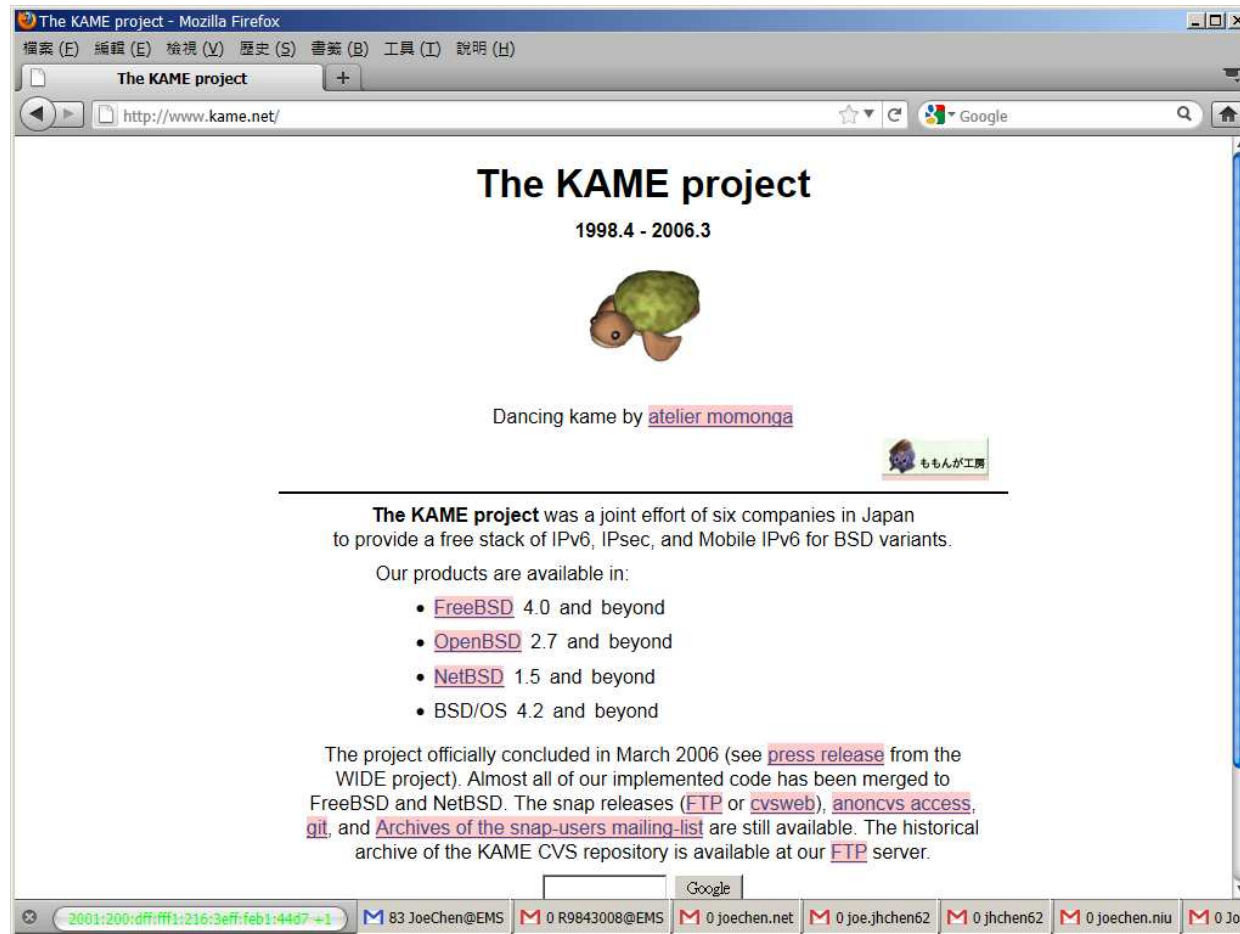 The KAME project - Mozilla Firefox
檔案 (F) 編輯 (E) 檢視 (V) 歷史 (S) 書籤 (B) 工具 (T) 說明 (H)
The KAME project +
http://www.kame.net/ Google
The KAME project
1998.4 - 2006.3
Dancing kame by atelier momonga
ももんが工房
The KAME project was a joint effort of six companies in Japan
to provide a free stack of IPv6, IPsec, and Mobile IPv6 for BSD variants.
Our products are available in:
• FreeBSD 4.0 and beyond
• OpenBSD 2.7 and beyond
• NetBSD 1.5 and beyond
• BSD/OS 4.2 and beyond
The project officially concluded in March 2006 (see press release from the
WIDE project). Almost all of our implemented code has been merged to
FreeBSD and NetBSD. The snap releases (FTP or cvsweb), anoncvs access,
git, and Archives of the snap-users mailing-list are still available. The historical
archive of the KAME CVS repository is available at our FTP server.
Google
2001:200:dff:fff1:216:3eff:feb1:44d7 +1 83 JoeChen@EMS 0 R9843008@EMS 0 joechen.net 0 joe.jhchen62 0 jhchen62 0 joechen.niu 0 Jo